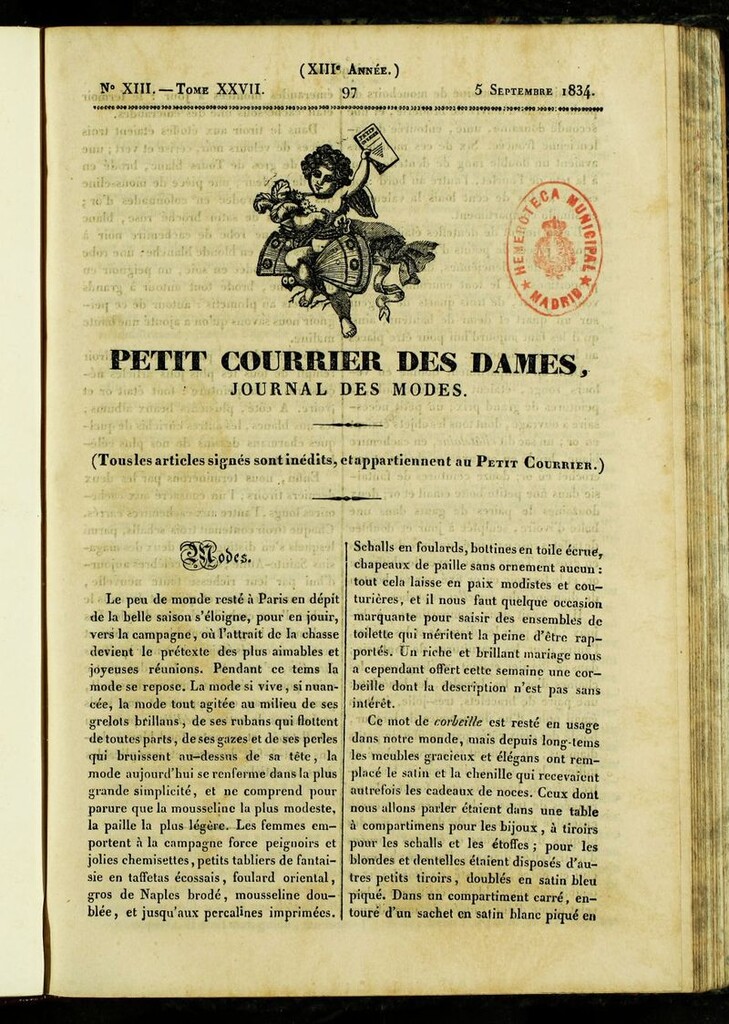 (XIIIe Année.)
No XIII. — Tome XXVII.
97
5 Septembre 1834.
PETIT COURRIER
HEMEROTECA MUNICIPAL
★ MADRID ★
PETIT COURRIER DES DAMES,
JOURNAL DES MODES.
(Tous les articles signés sont inédits, et appartiennent au Petit Courrier.)
Modes.
Le peu de monde resté à Paris en dépit
de la belle saison s'éloigne, pour en jouir,
vers la campagne, où l'attrait de la chasse
devient le prétexte des plus aimables et
joyeuses réunions. Pendant ce tems la
mode se repose. La mode si vive, si nuan-
cée, la mode tout agitée au milieu de ses
grelots brillans, de ses rubans qui flottent
de toutes parts, de ses gazes et de ses perles
qui bruissent au-dessus de sa tête, la
mode aujourd'hui se renferme dans la plus
grande simplicité, et ne comprend pour
parure que la mousseline la plus modeste,
la paille la plus légère. Les femmes em-
portent à la campagne force peignoirs et
jolies chemisettes, petits tabliers de fantai-
sie en taffetas écossais, foulard oriental,
gros de Naples brodé, mousseline dou-
blée, et jusqu'aux percalines imprimées.
Schalls en foulards, bottines en toile écrue,
chapeaux de paille sans ornement aucun :
tout cela laisse en paix modistes et cou-
turières, et il nous faut quelque occasion
marquante pour saisir des ensembles de
toilette qui méritent la peine d'être rap-
portés. Un riche et brillant mariage nous
a cependant offert cette semaine une cor-
beille dont la description n'est pas sans
intérêt.
Ce mot de corbeille est resté en usage
dans notre monde, mais depuis long-tems
les meubles gracieux et élégans ont rem-
placé le satin et la chenille qui recevaient
autrefois les cadeaux de noces. Ceux dont
nous allons parler étaient dans une table
à compartimens pour les bijoux, à tiroirs
pour les schalls et les étoffes ; pour les
blondes et dentelles étaient disposés d'au-
tres petits tiroirs, doublés en satin bleu
piqué. Dans un compartiment carré, en-
touré d'un sachet en satin blanc piqué en